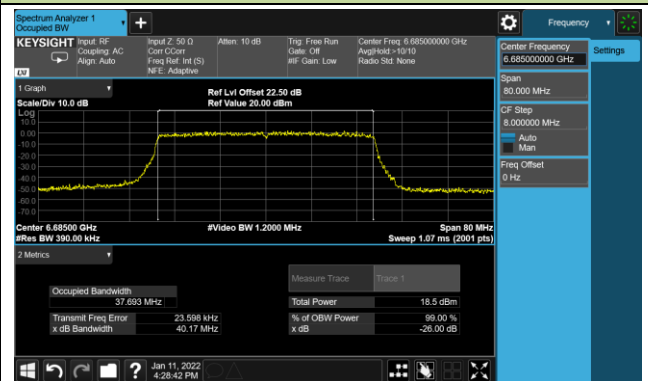 Spectrum Analyzer 1
Occupied BW
+
Frequency
KEYSIGHT
Input: RF
Coupling: AC
Align: Auto
Input Z: 50 Ω
Corr CCorr
Freq Ref: Int (S)
NFE: Adaptive
Atten: 10 dB
Trig: Free Run
Gate: Off
#IF Gain: Low
Center Freq: 6.685000000 GHz
Avg|Hold:>10/10
Radio Std: None
LXI
Center Frequency
6.685000000 GHz
Settings
Span
80.000 MHz
CF Step
8.000000 MHz
Auto
Man
Freq Offset
0 Hz
1 Graph
Scale/Div 10.0 dB
Ref Lvl Offset 22.50 dB
Ref Value 20.00 dBm
Log
10.0
0.00
-10.0
-20.0
-30.0
-40.0
-50.0
-60.0
-70.0
Center 6.68500 GHz
#Res BW 390.00 kHz
#Video BW 1.2000 MHz
Span 80 MHz
Sweep 1.07 ms (2001 pts)
2 Metrics
Measure Trace
Trace 1
Occupied Bandwidth
37.693 MHz
Total Power
18.5 dBm
Transmit Freq Error
23.598 kHz
% of OBW Power
99.00 %
x dB Bandwidth
40.17 MHz
x dB
-26.00 dB
?
Jan 11, 2022
4:28:42 PM